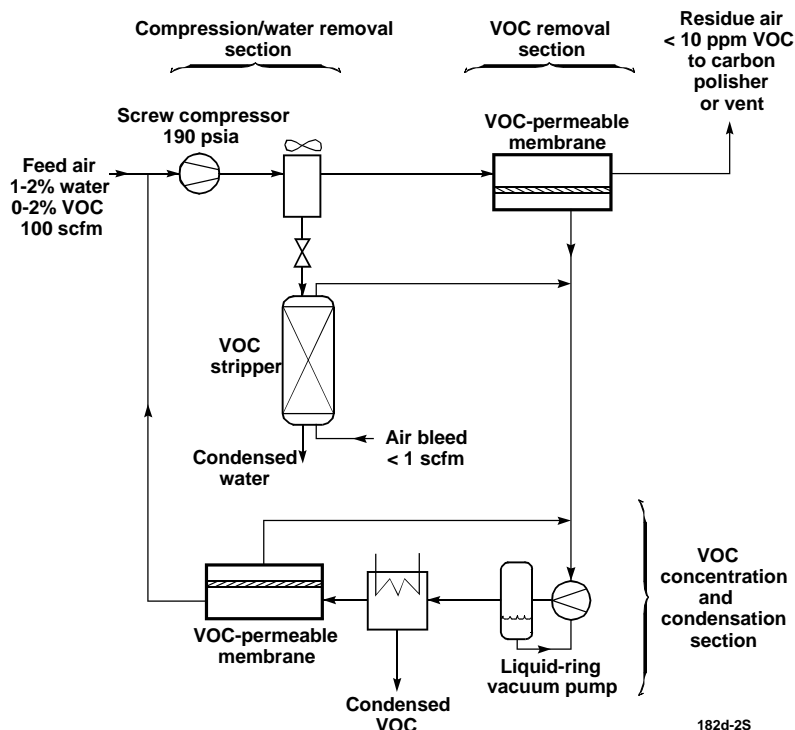 Compression/water removal
section
VOC removal section
Residue air
< 10 ppm VOC
to carbon
polisher
or vent
Screw compressor
190 psia
VOC-permeable
membrane
Feed air
1-2% water
0-2% VOC
100 scfm
VOC
stripper
Air bleed
< 1 scfm
Condensed
water
VOC
concentration
and
condensation
section
VOC-permeable
membrane
Liquid-ring
vacuum pump
Condensed
VOC
182d-2S